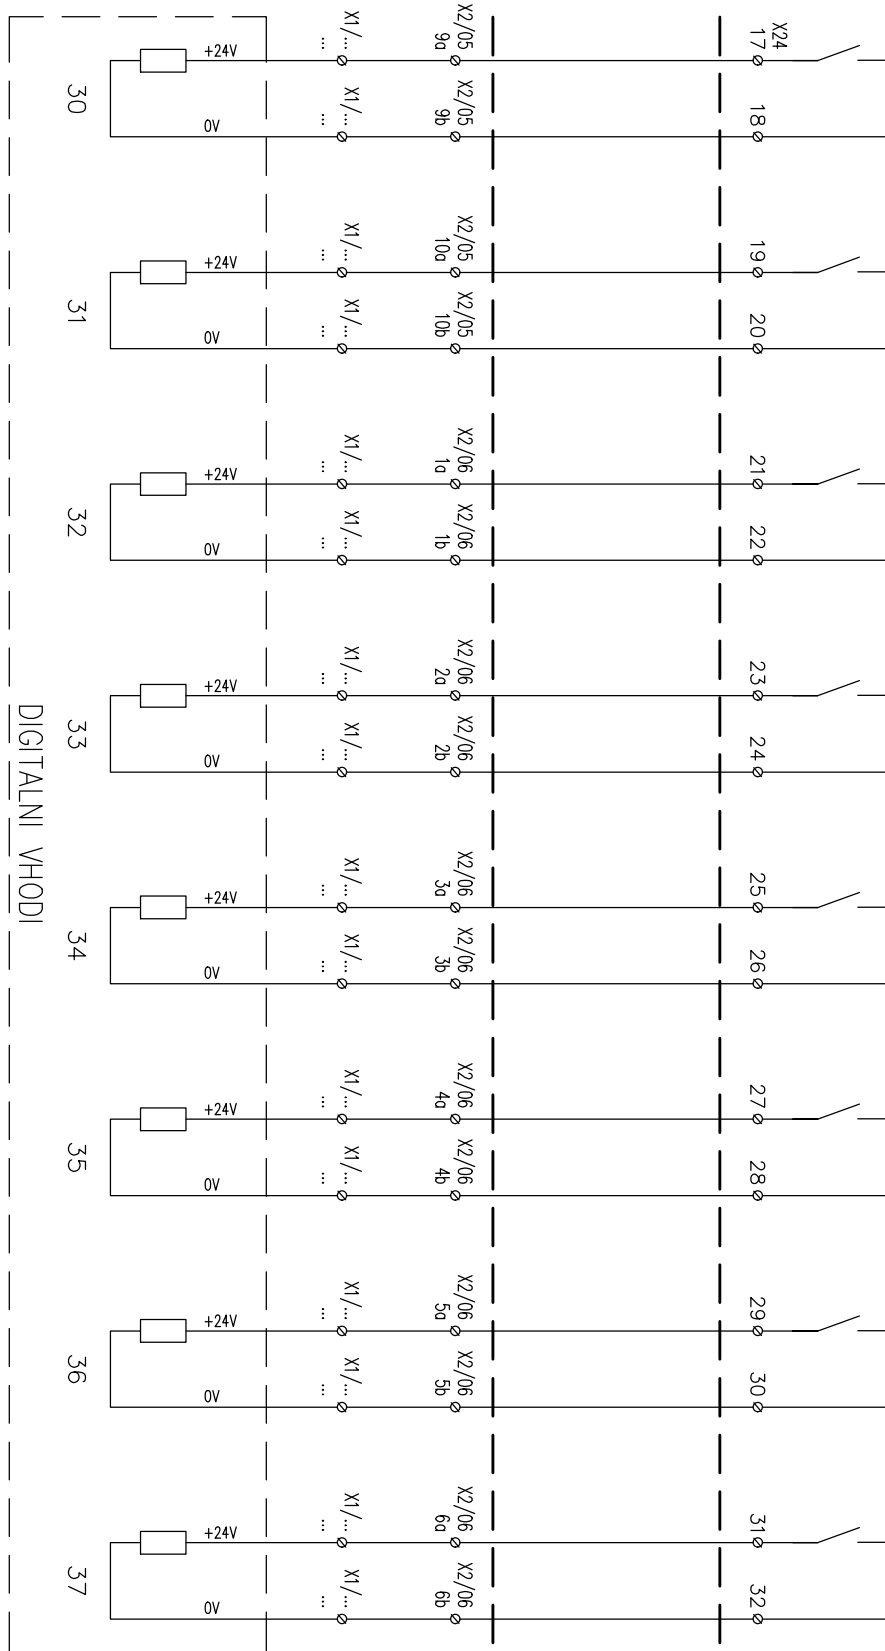 X24
X1/...
...
X2/05
9a
17
+24V
30
X1/...
...
X2/05
9b
18
0V
X1/...
...
X2/05
10a
19
+24V
31
X1/...
...
X2/05
10b
20
0V
X1/...
...
X2/06
1a
21
+24V
32
X1/...
...
X2/06
1b
22
0V
X1/...
...
X2/06
2a
23
+24V
33
X1/...
...
X2/06
2b
24
0V
DIGITALNI VHODI
X1/...
...
X2/06
3a
25
+24V
34
X1/...
...
X2/06
3b
26
0V
X1/...
...
X2/06
4a
27
+24V
35
X1/...
...
X2/06
4b
28
0V
X1/...
...
X2/06
5a
29
+24V
36
X1/...
...
X2/06
5b
30
0V
X1/...
...
X2/06
6a
31
+24V
37
X1/...
...
X2/06
6b
32
0V